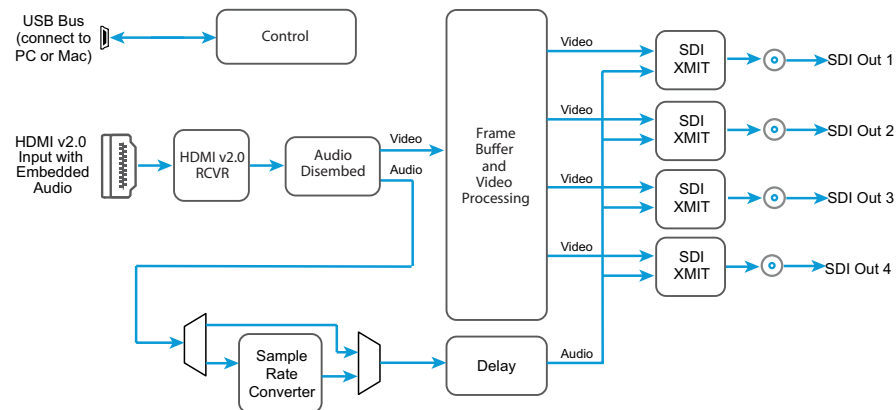 USB Bus
(connect to
PC or Mac)
Control
HDMI v2.0
Input with
Embedded
Audio
HDMI v2.0
RCVR
Audio
Disembed
Video
Audio
Frame
Buffer
and
Video
Processing
Video
SDI
XMIT
SDI Out 1
Video
SDI
XMIT
SDI Out 2
Video
SDI
XMIT
SDI Out 3
Video
SDI
XMIT
SDI Out 4
Sample
Rate
Converter
Delay
Audio